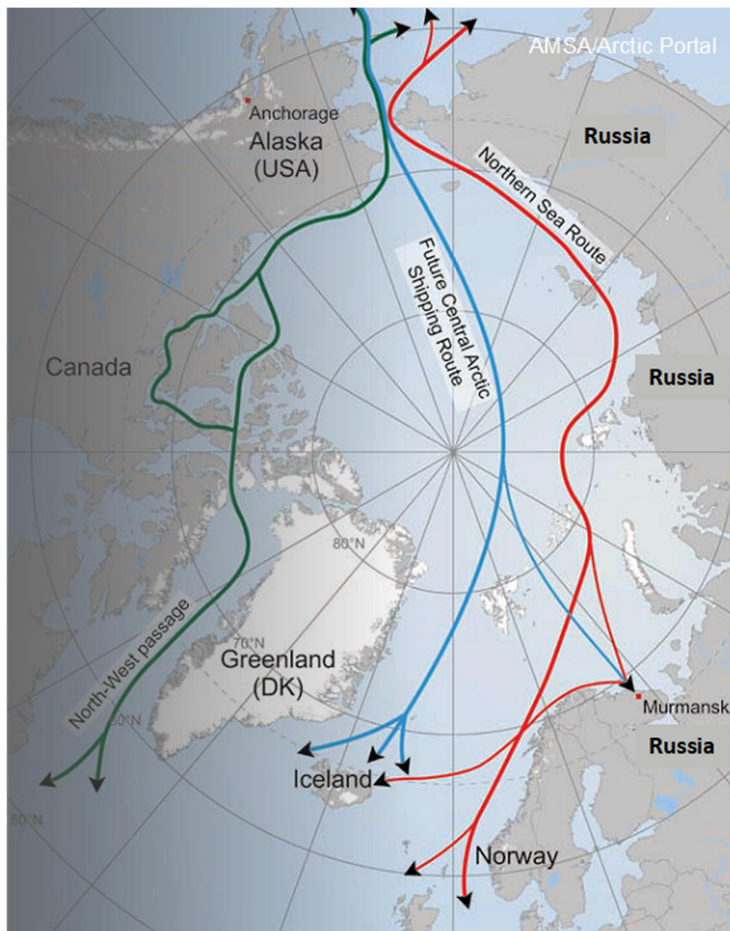 AMSA/Arctic Portal
Anchorage
Alaska
(USA)
Russia
Northern Sea Route
Future Central Arctic
Shipping Route
Canada
Russia
80°N
70°N
Greenland
(DK)
North-West passage
60°N
Murmansk
Russia
Iceland
50°N
Norway